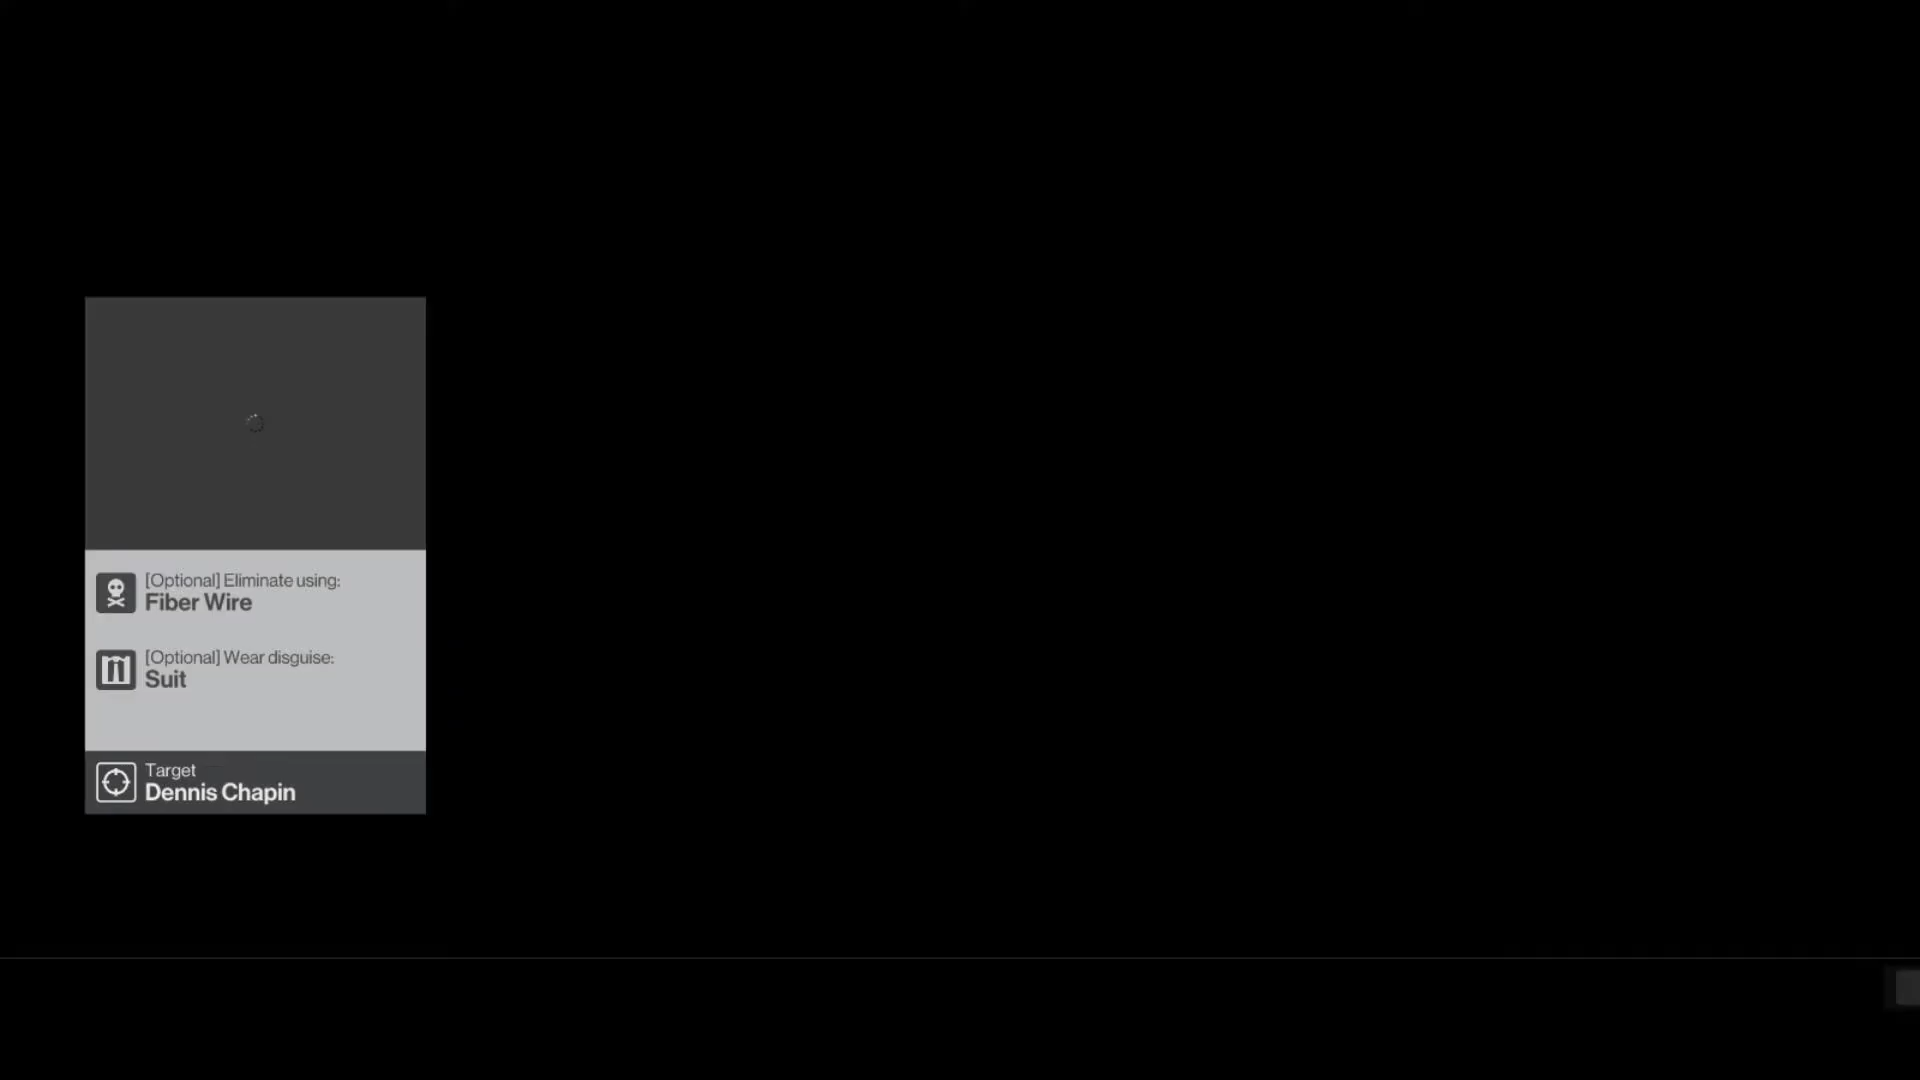 [Optional] Eliminate using:
Fiber Wire
[Optional] Wear disguise:
Suit
Target
Dennis Chapin